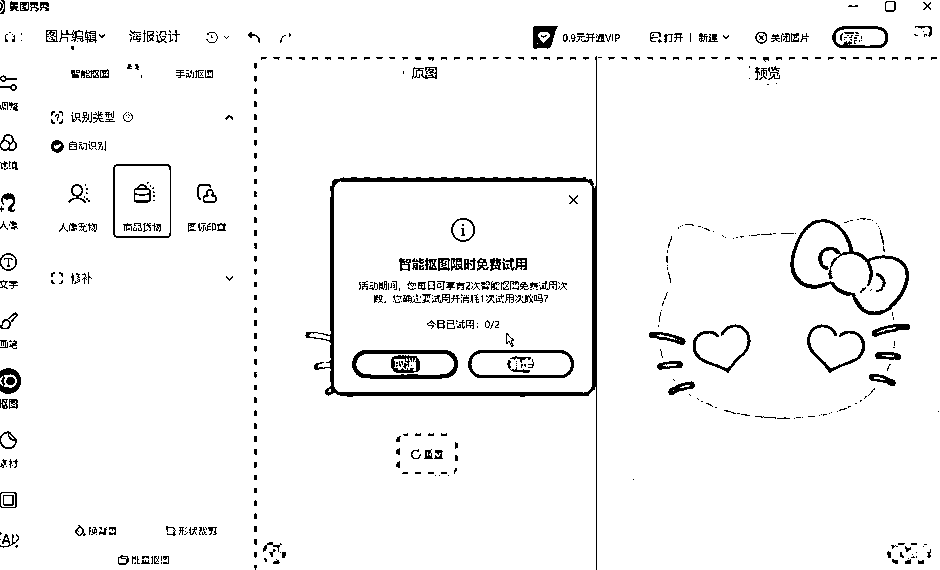 美图秀秀
图片编辑 海报设计 0.9元开通VIP 打开 新建 关闭图片 保存
智能抠图 手动抠图
原图 预览
识别类型
自动识别
人像宠物 商品货物 图标印章
修补
人像
文字
画笔
抠图
素材
智能抠图限时免费试用
活动期间，您每日可享有2次智能抠图免费试用次
数，您确定要试用并消耗1次试用次数吗？
今日已试用：0/2
取消 确定
重置
换背景 形状裁剪
批量抠图